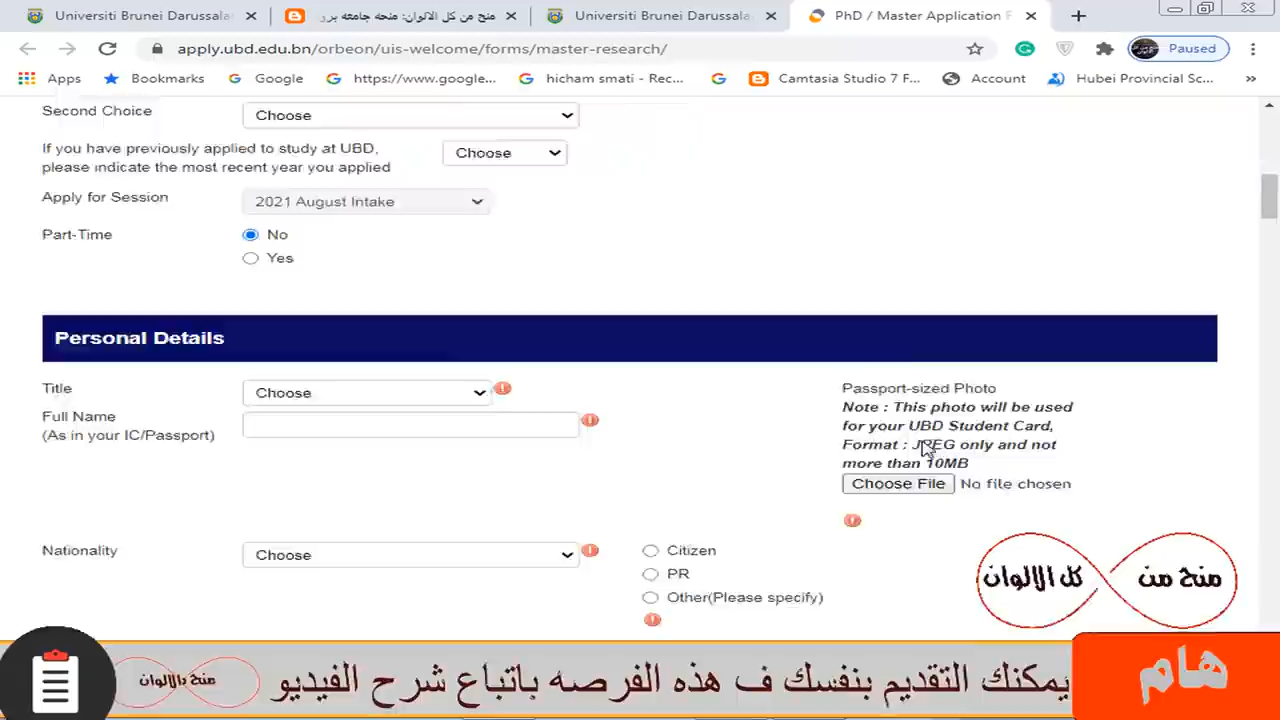 Universiti Brunei Darussala
منح من كل الالوان: منحه جامعه برو
Universiti Brunei Darussala
PhD / Master Application F
apply.ubd.edu.bn/orbeon/uis-welcome/forms/master-research/
Paused
Apps
Bookmarks
Google
https://www.google...
hicham smati - Rec...
Camtasia Studio 7 F...
Account
Hubei Provincial Sc...
»
Second Choice
Choose
If you have previously applied to study at UBD,
please indicate the most recent year you applied
Choose
Apply for Session
2021 August Intake
Part-Time
No
Yes
Personal Details
Title
Choose
Full Name
(As in your IC/Passport)
Passport-sized Photo
Note : This photo will be used
for your UBD Student Card,
Format : JPEG only and not
more than 10MB
Choose File No file chosen
Nationality
Choose
Citizen
PR
Other(Please specify)
منح من كل الالوان
هام
يمكنك التقديم بنفسك ف هذه الفرصه باتباع شرح الفيديو
منح بالالوان